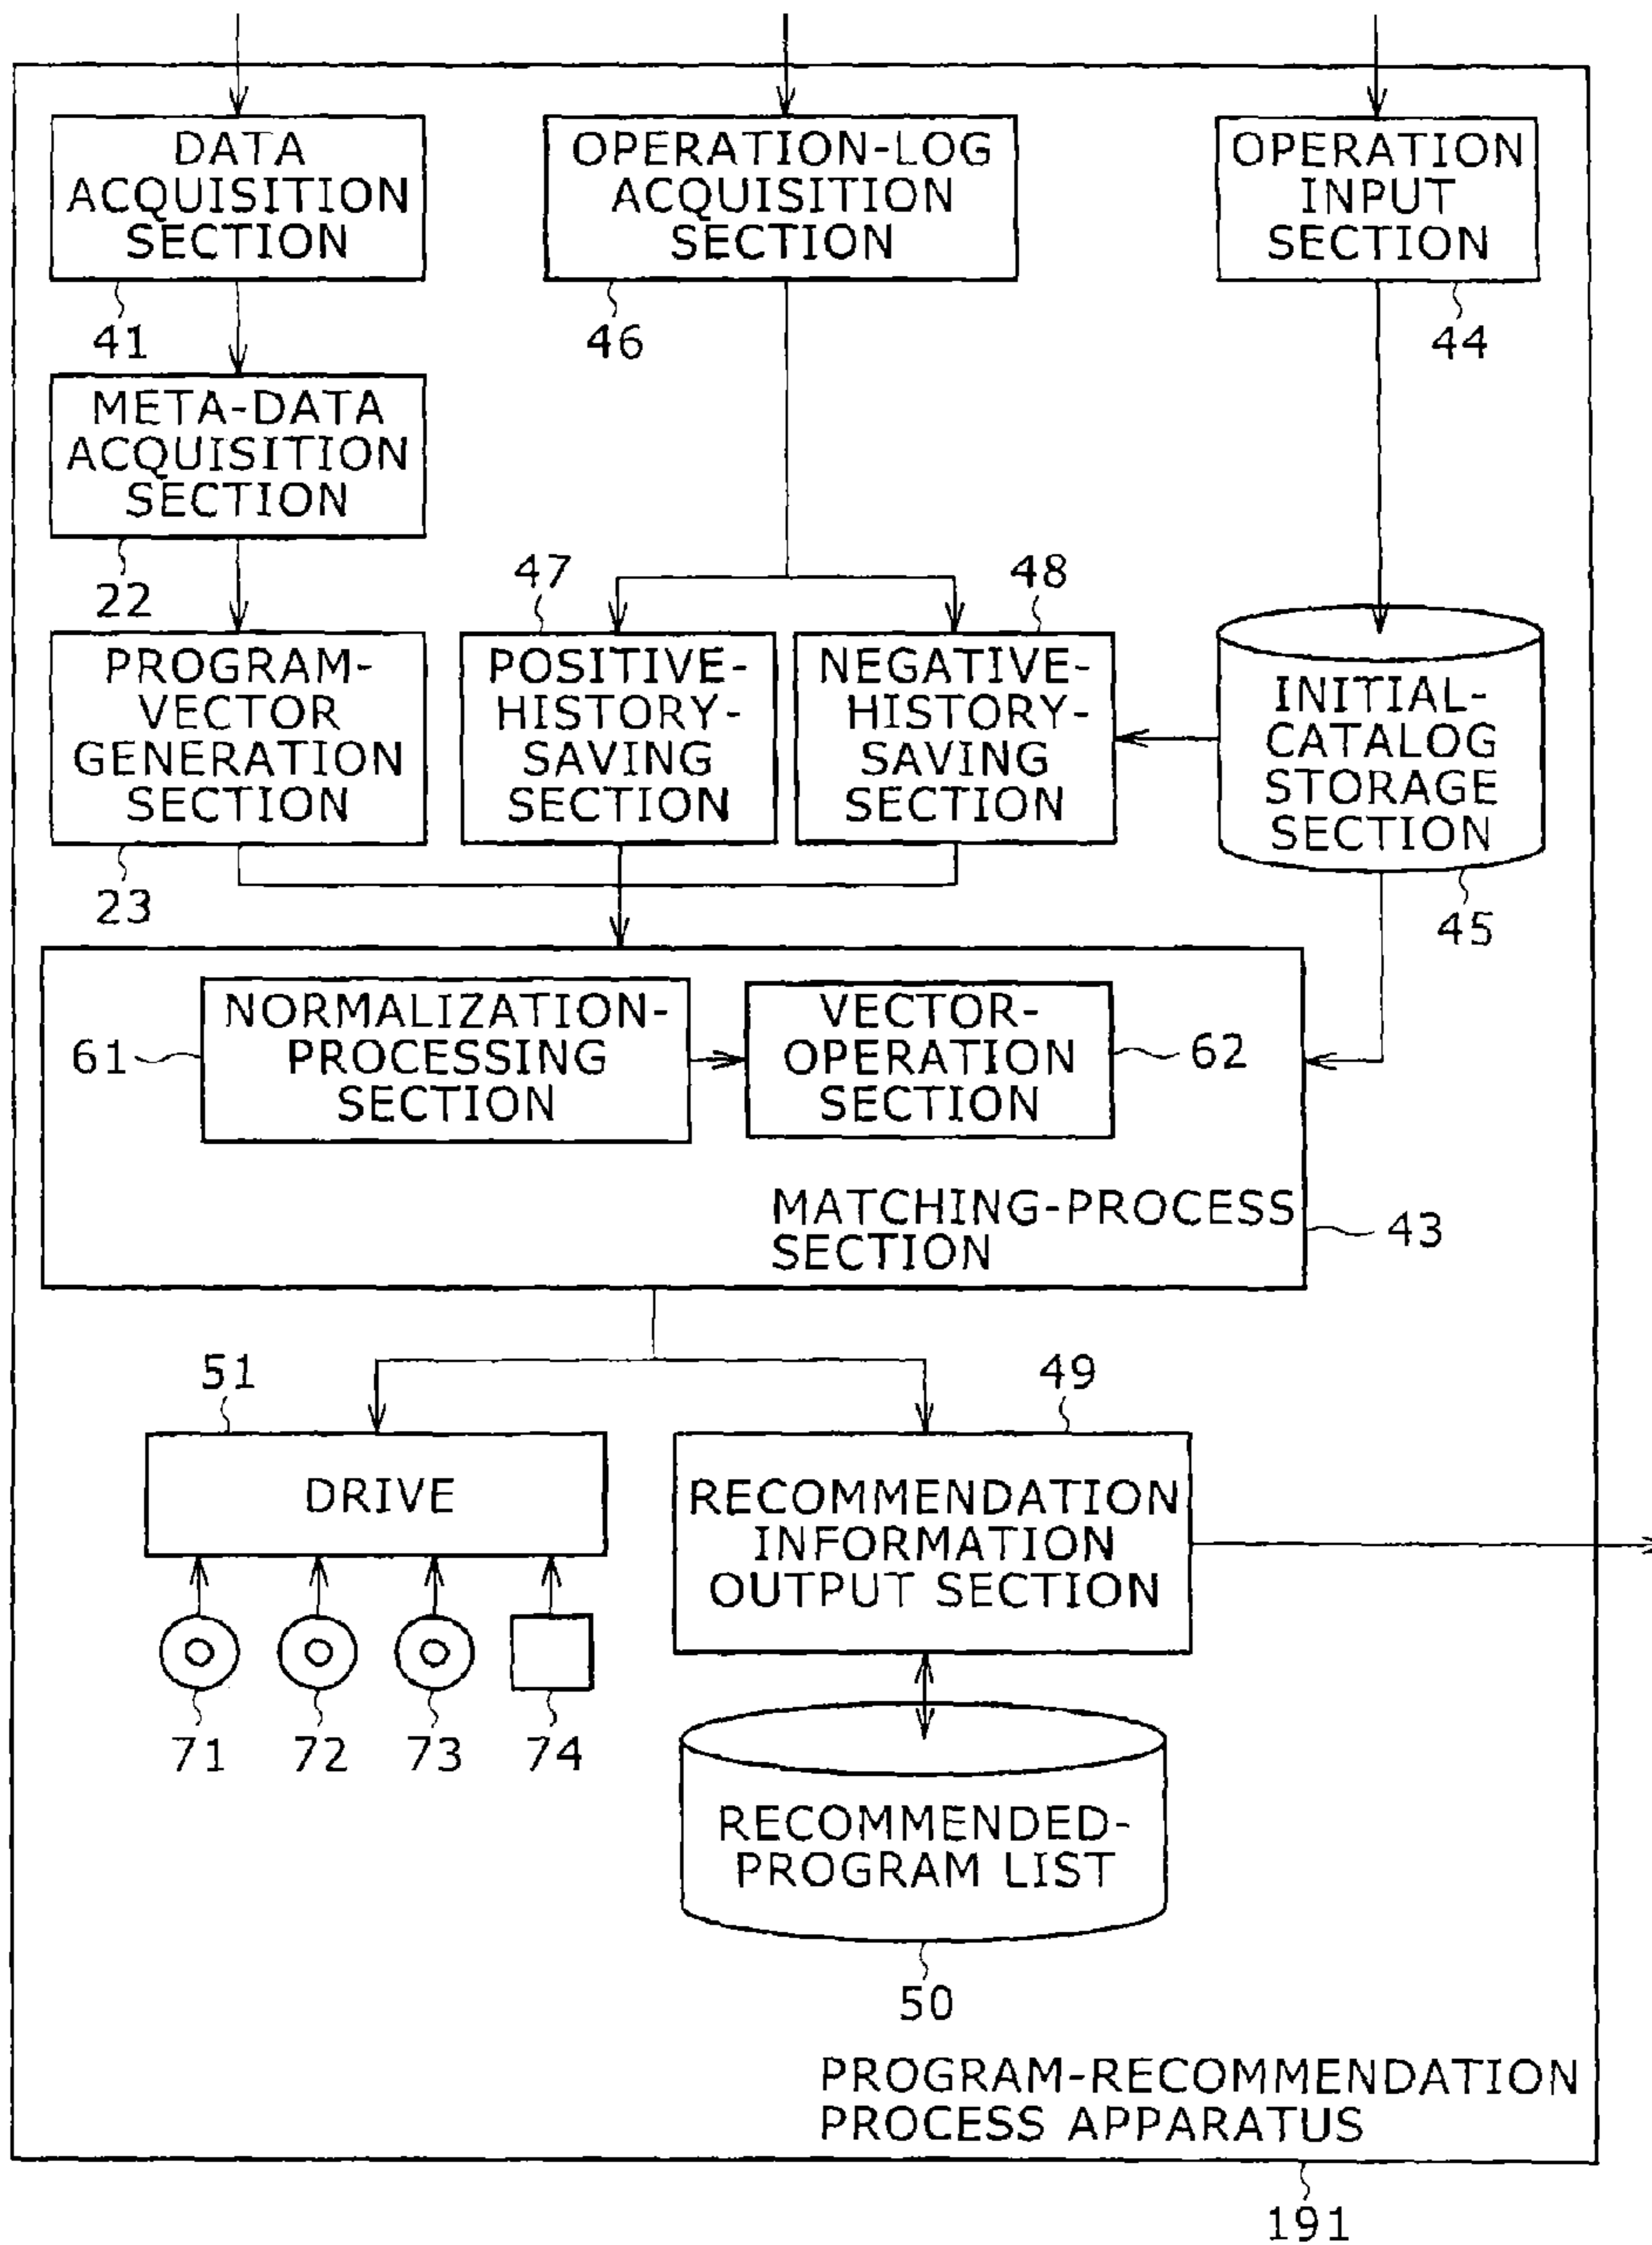 DATA
ACQUISITION
SECTION
41
OPERATION-LOG
ACQUISITION
SECTION
46
OPERATION
INPUT
SECTION
44
META-DATA
ACQUISITION
SECTION
22
PROGRAM-
VECTOR
GENERATION
SECTION
23
47
POSITIVE-
HISTORY-
SAVING
SECTION
48
NEGATIVE-
HISTORY-
SAVING
SECTION
INITIAL-
CATALOG
STORAGE
SECTION
45
61
NORMALIZATION-
PROCESSING
SECTION
VECTOR-
OPERATION
SECTION
62
MATCHING-PROCESS
SECTION
43
51
DRIVE
71
72
73
74
49
RECOMMENDATION
INFORMATION
OUTPUT SECTION
RECOMMENDED-
PROGRAM LIST
50
PROGRAM-RECOMMENDATION
PROCESS APPARATUS
191